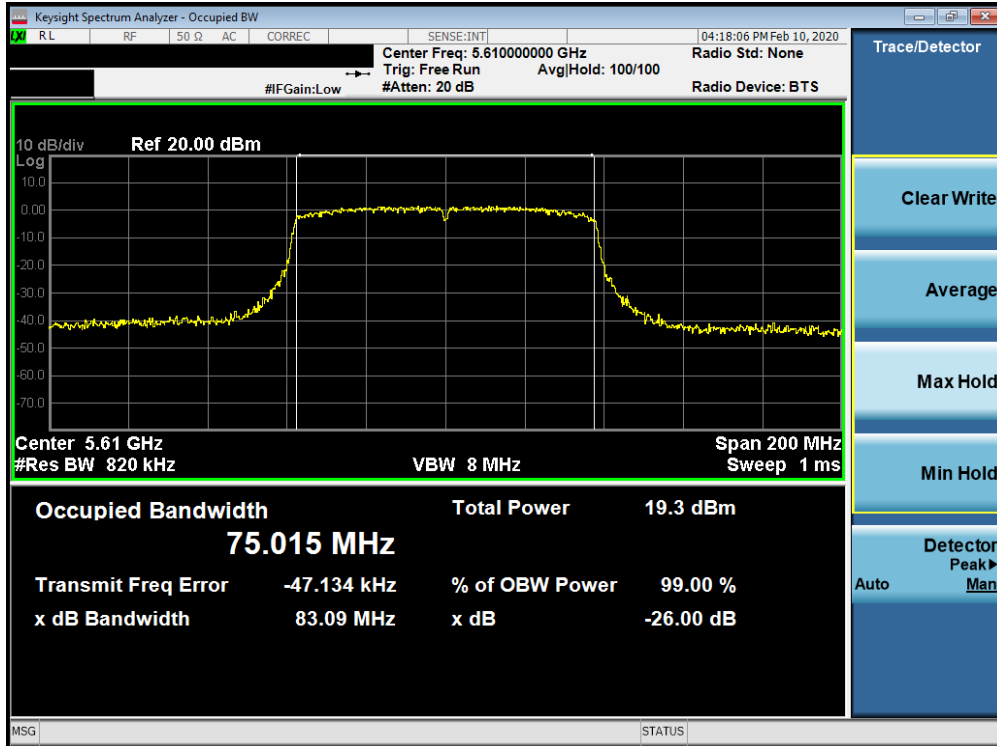 Keysight Spectrum Analyzer - Occupied BW
LXI RL RF 50 Ω AC CORREC SENSE:INT 04:18:06 PM Feb 10, 2020
Center Freq: 5.610000000 GHz Radio Std: None
Trig: Free Run Avg|Hold: 100/100
#IFGain:Low #Atten: 20 dB Radio Device: BTS
Trace/Detector
10 dB/div Ref 20.00 dBm
Log
10.0
0.00
-10.0
-20.0
-30.0
-40.0
-50.0
-60.0
-70.0
Center 5.61 GHz Span 200 MHz
#Res BW 820 kHz VBW 8 MHz Sweep 1 ms
Occupied Bandwidth Total Power 19.3 dBm
75.015 MHz
Transmit Freq Error -47.134 kHz % of OBW Power 99.00 %
x dB Bandwidth 83.09 MHz x dB -26.00 dB
Clear Write
Average
Max Hold
Min Hold
Detector
Peak▶
Auto Man
MSG STATUS